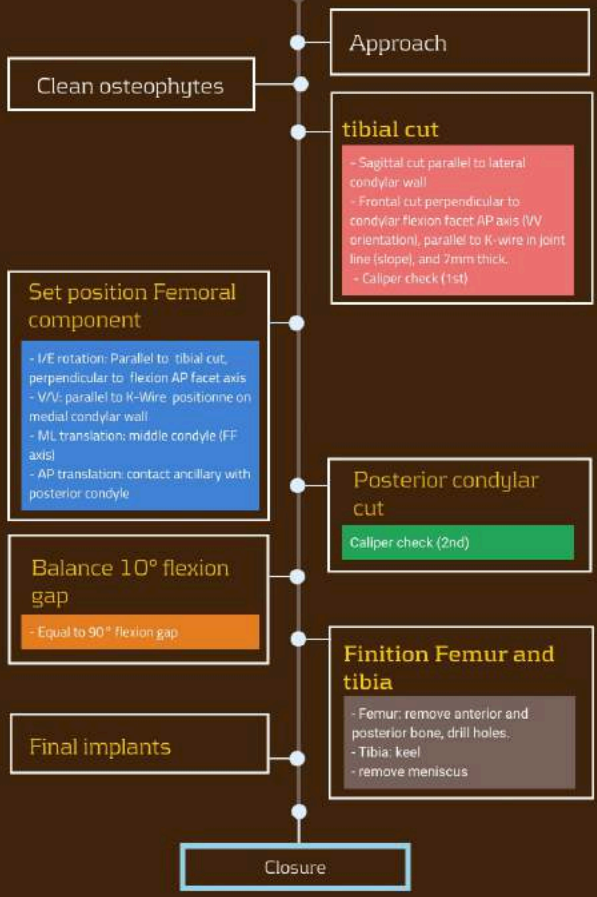 Approach
Clean osteophytes
tibial cut
- Sagittal cut parallel to lateral
condylar wall
- Frontal cut perpendicular to
condylar flexion facet AP axis (VV
orientation), parallel to K-wire in joint
line (slope), and 7mm thick.
- Caliper check (1st)
Set position Femoral
component
- I/E rotation: Parallel to tibial cut,
perpendicular to flexion AP facet axis
- V/V: parallel to K-Wire positionne on
medial condylar wall
- ML translation: middle condyle (FF
axis)
- AP translation: contact ancillary with
posterior condyle
Posterior condylar
cut
Caliper check (2nd)
Balance 10° flexion
gap
- Equal to 90° flexion gap
Finition Femur and
tibia
- Femur: remove anterior and
posterior bone, drill holes.
- Tibia: keel
- remove meniscus
Final implants
Closure